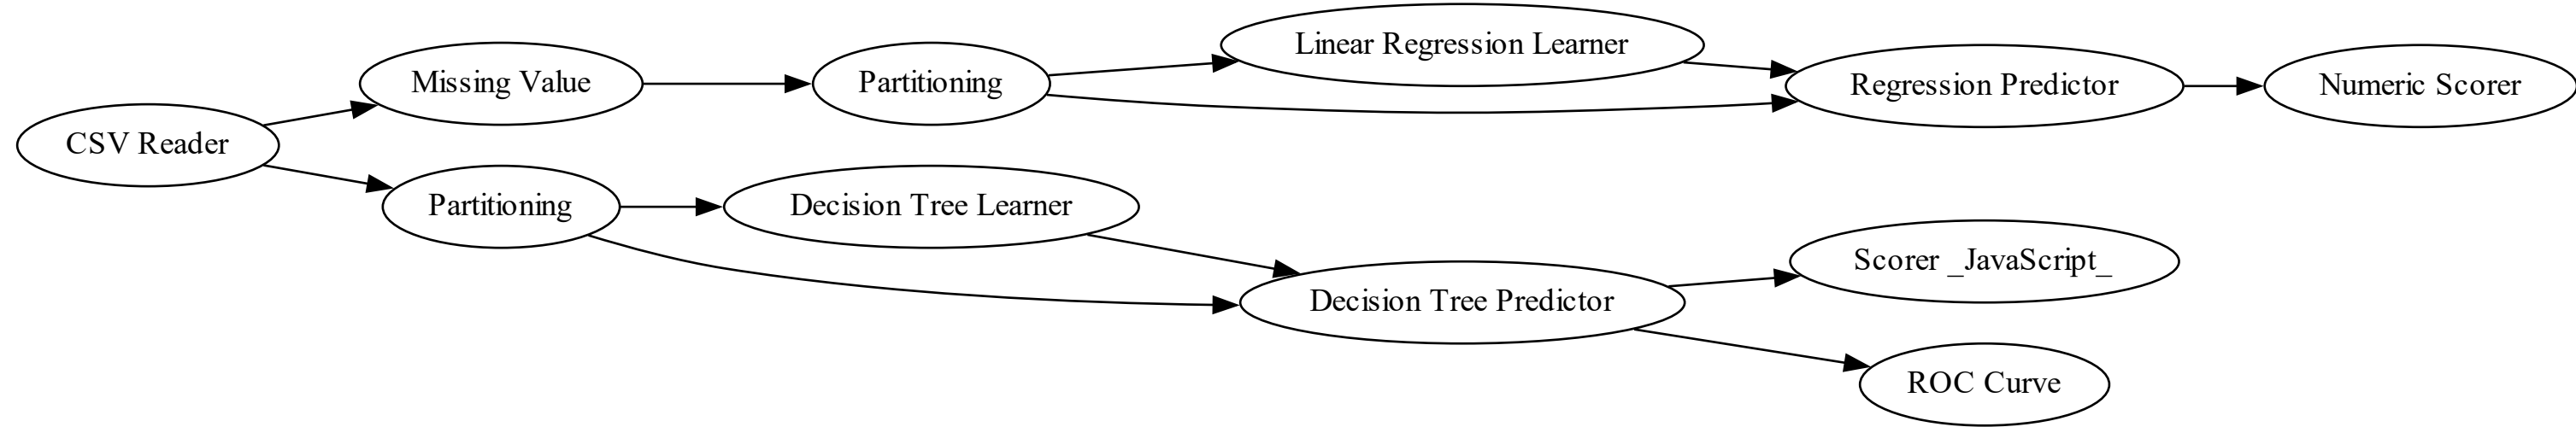 CSV Reader
Missing Value
Partitioning
Linear Regression Learner
Regression Predictor
Numeric Scorer
Partitioning
Decision Tree Learner
Decision Tree Predictor
Scorer _JavaScript_
ROC Curve